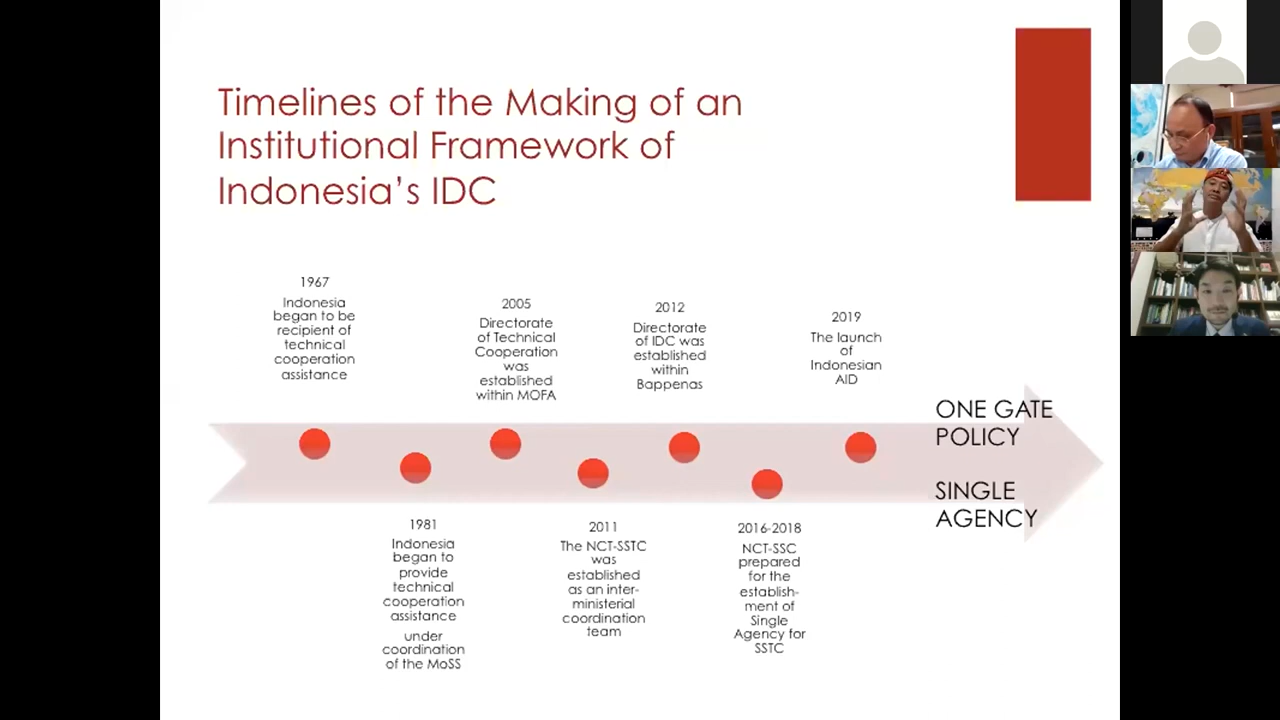 Timelines of the Making of an
Institutional Framework of
Indonesia's IDC
1967
Indonesia
began to be
recipient of
technical
cooperation
assistance
1981
Indonesia
began to
provide
technical
cooperation
assistance
under
coordination
of the MoSS
2005
Directorate
of Technical
Cooperation
was
established
within MOFA
2011
The NCT-SSTC
was
established
as an inter-
ministerial
coordination
team
2012
Directorate
of IDC was
established
within
Bappenas
2016-2018
NCT-SSC
prepared
for the
establish-
ment of
Single
Agency for
SSTC
2019
The launch
of
Indonesian
AID
ONE GATE
POLICY
SINGLE
AGENCY